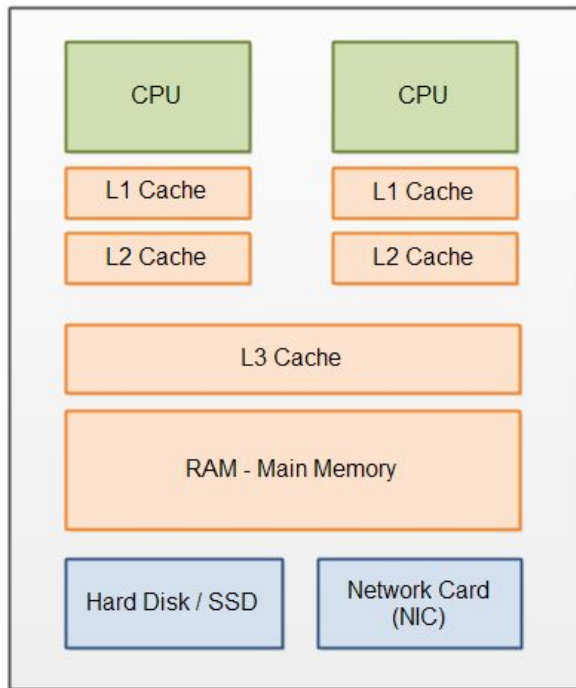 CPU
CPU
L1 Cache
L1 Cache
L2 Cache
L2 Cache
L3 Cache
RAM - Main Memory
Hard Disk / SSD
Network Card
(NIC)